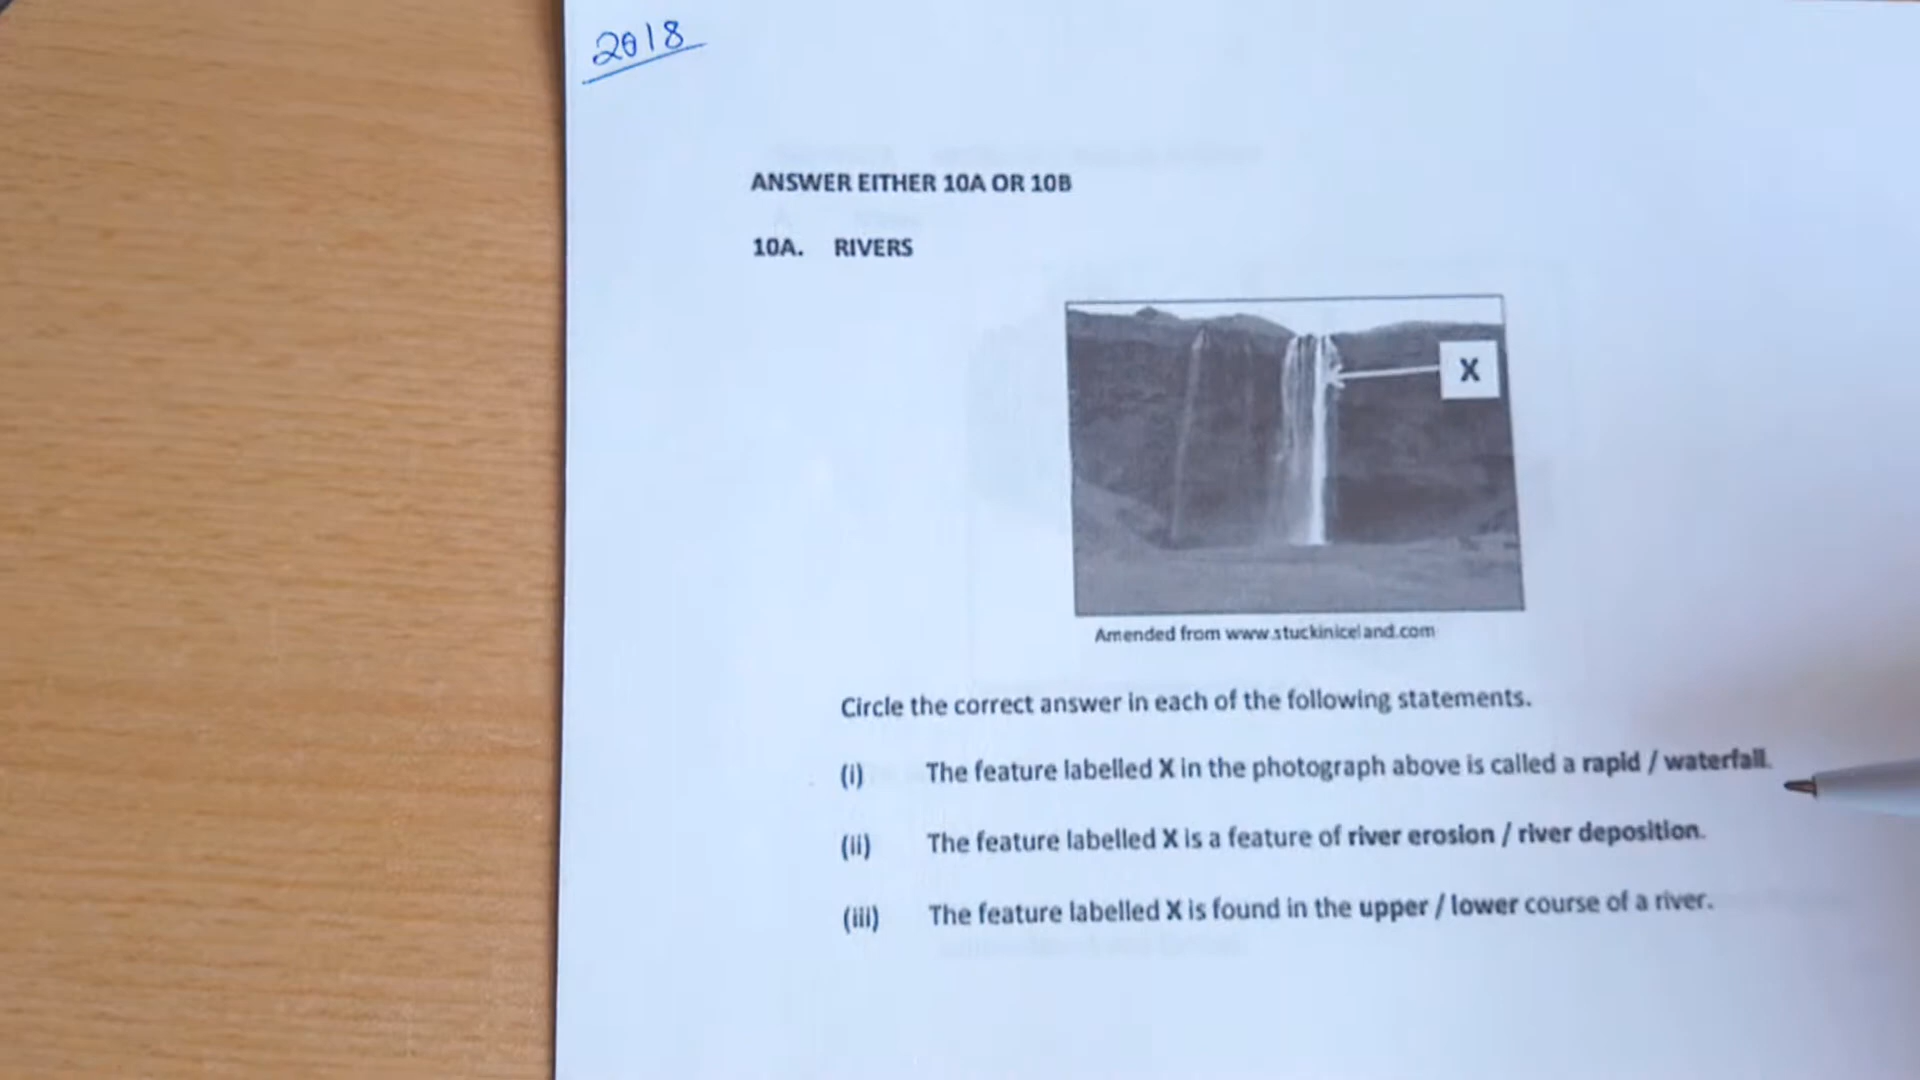 2018
ANSWER EITHER 10A OR 10B
10A. RIVERS
X
Amended from www.stuckiniceland.com
Circle the correct answer in each of the following statements.
(i) The feature labelled X in the photograph above is called a rapid / waterfall.
(ii) The feature labelled X is a feature of river erosion / river deposition.
(iii) The feature labelled X is found in the upper / lower course of a river.